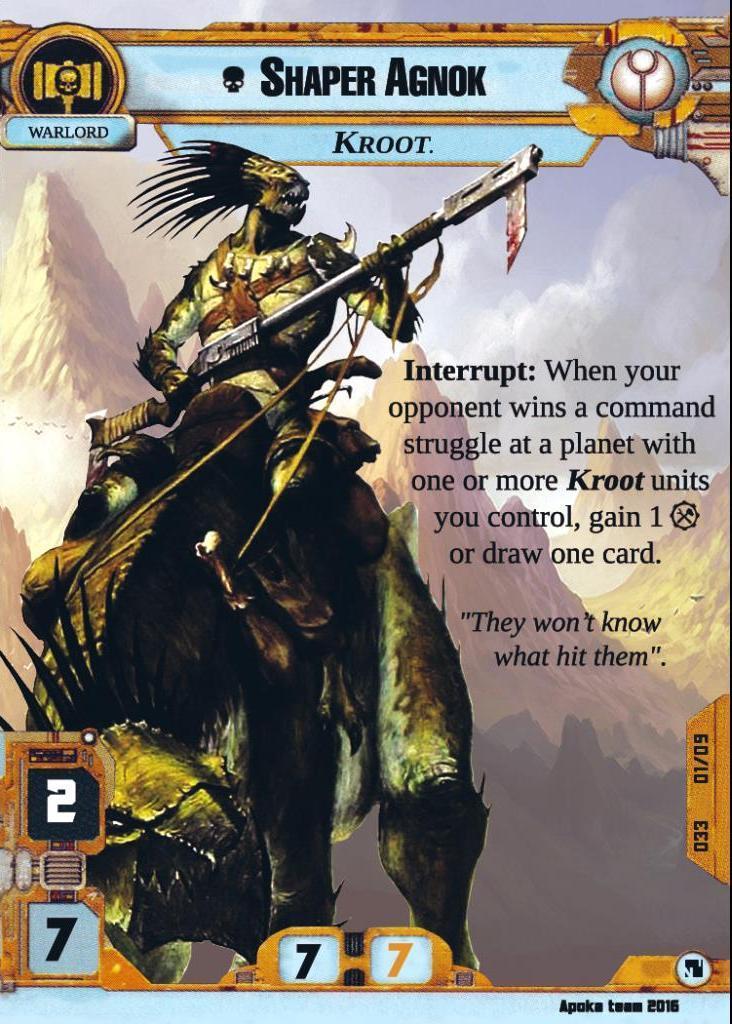 SHAPER AGNOK
WARLORD
KROOT.
Interrupt: When your
opponent wins a command
struggle at a planet with
one or more Kroot units
you control, gain 1
or draw one card.
"They won't know
what hit them".
01/09
033
2
7
7 7
Apoka team 2016